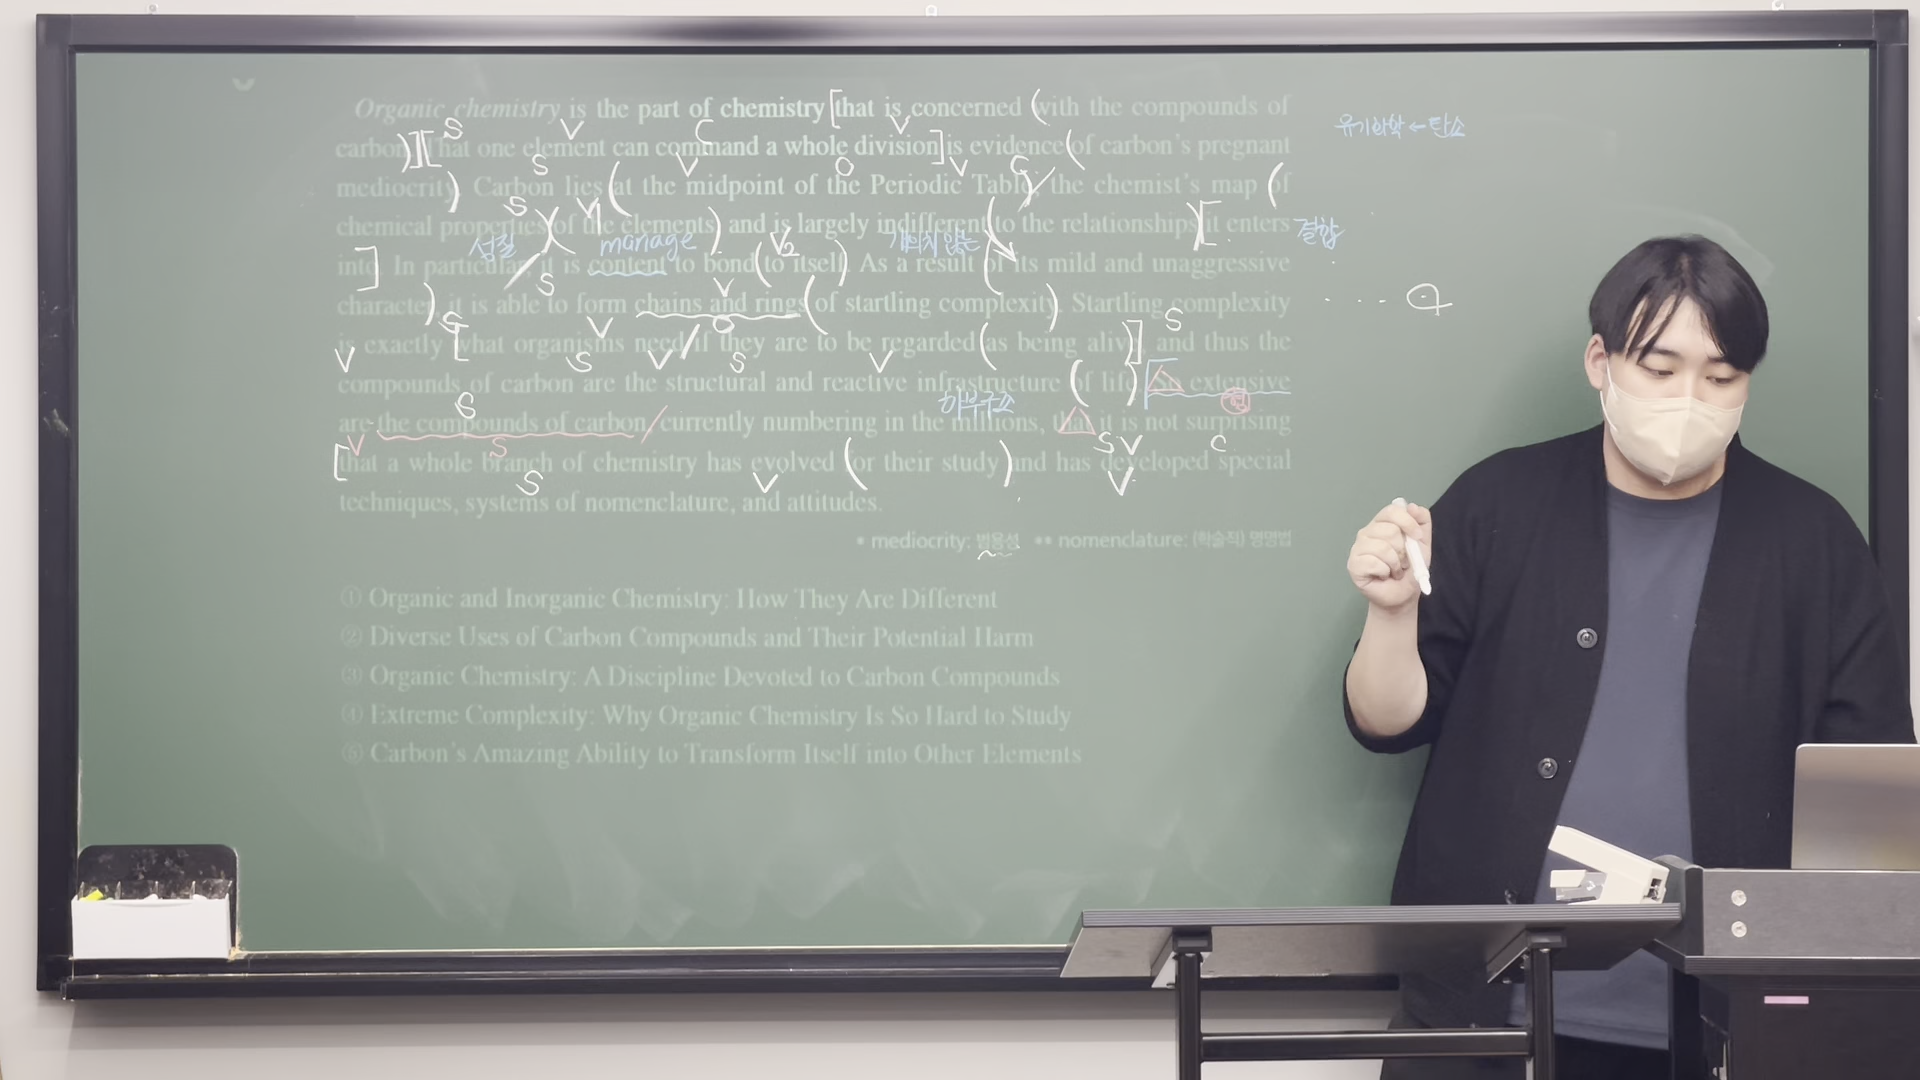 Organic chemistry is the part of chemistry [that is concerned (with the compounds of
유기화학 ← 탄소
S V C V
carbon)][That one element can command a whole division] is evidence (of carbon's pregnant
S V O V C
mediocrity). Carbon lies (at the midpoint of the Periodic Table, the chemist's map (of
S V1
chemical properties)(of the elements) and is largely indifferent (to the relationships)[it enters
성질 manage V2 개의치 않는 결합
into]. In particular, it is content to bond (to itself). As a result (of its mild and unaggressive
S V
character), it is able to form chains and rings (of startling complexity). Startling complexity
S V O S
is exactly [what organisms need if they are to be regarded (as being alive)], and thus the
V S V S V
compounds of carbon are the structural and reactive infrastructure (of life). So extensive
S 하부구조 형
are the compounds of carbon, currently numbering in the millions, that it is not surprising
V S S V C
[that a whole branch of chemistry has evolved (for their study) and has developed special
S V V
techniques, systems of nomenclature, and attitudes.
* mediocrity: 범용성 ** nomenclature: (학술적) 명명법
① Organic and Inorganic Chemistry: How They Are Different
② Diverse Uses of Carbon Compounds and Their Potential Harm
③ Organic Chemistry: A Discipline Devoted to Carbon Compounds
④ Extreme Complexity: Why Organic Chemistry Is So Hard to Study
⑤ Carbon's Amazing Ability to Transform Itself into Other Elements